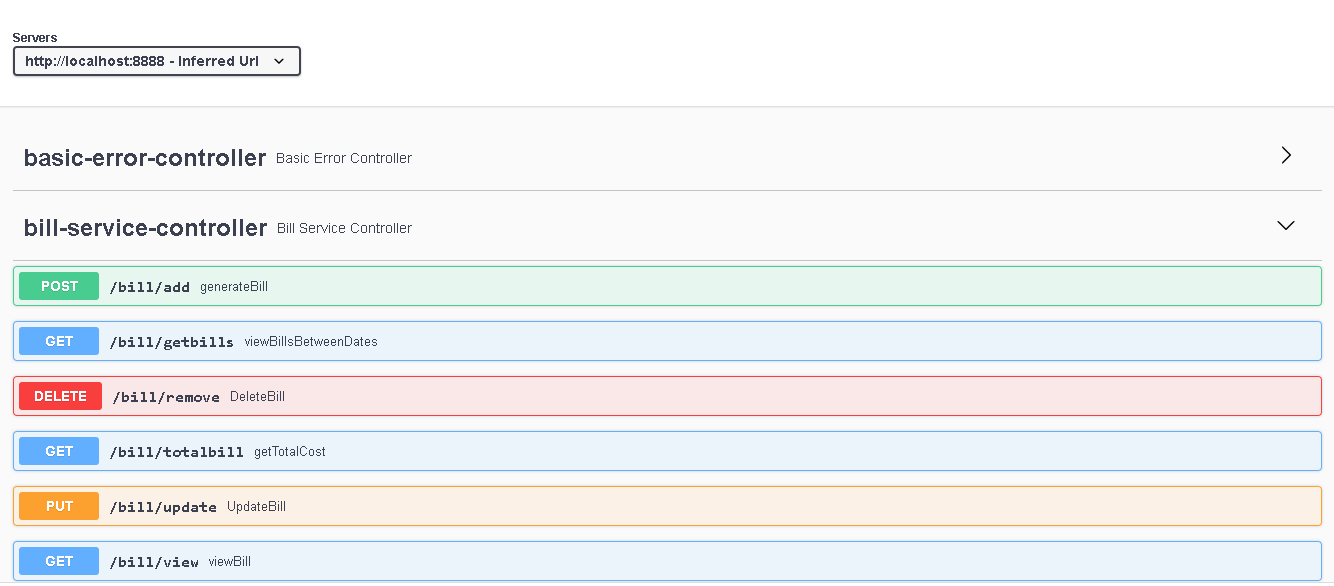 Servers
http://localhost:8888 - Inferred Url
basic-error-controller Basic Error Controller
bill-service-controller Bill Service Controller
POST /bill/add generateBill
GET /bill/getbills viewBillsBetweenDates
DELETE /bill/remove DeleteBill
GET /bill/totalbill getTotalCost
PUT /bill/update UpdateBill
GET /bill/view viewBill